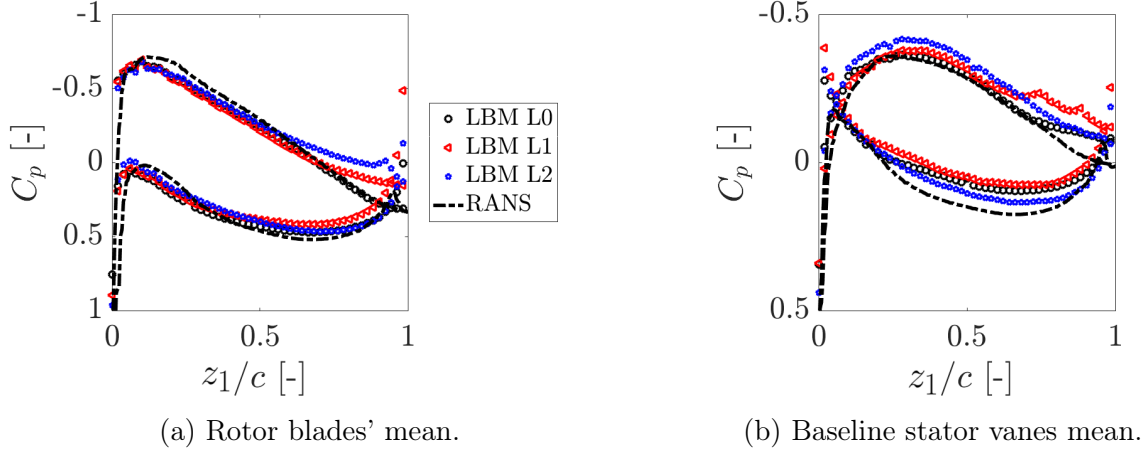 -1
-0.5
0
0.5
1
C_p [-]
0
0.5
1
z_1/c [-]
LBM L0
LBM L1
LBM L2
RANS
(a) Rotor blades' mean.
-0.5
0
0.5
C_p [-]
0
0.5
1
z_1/c [-]
(b) Baseline stator vanes mean.